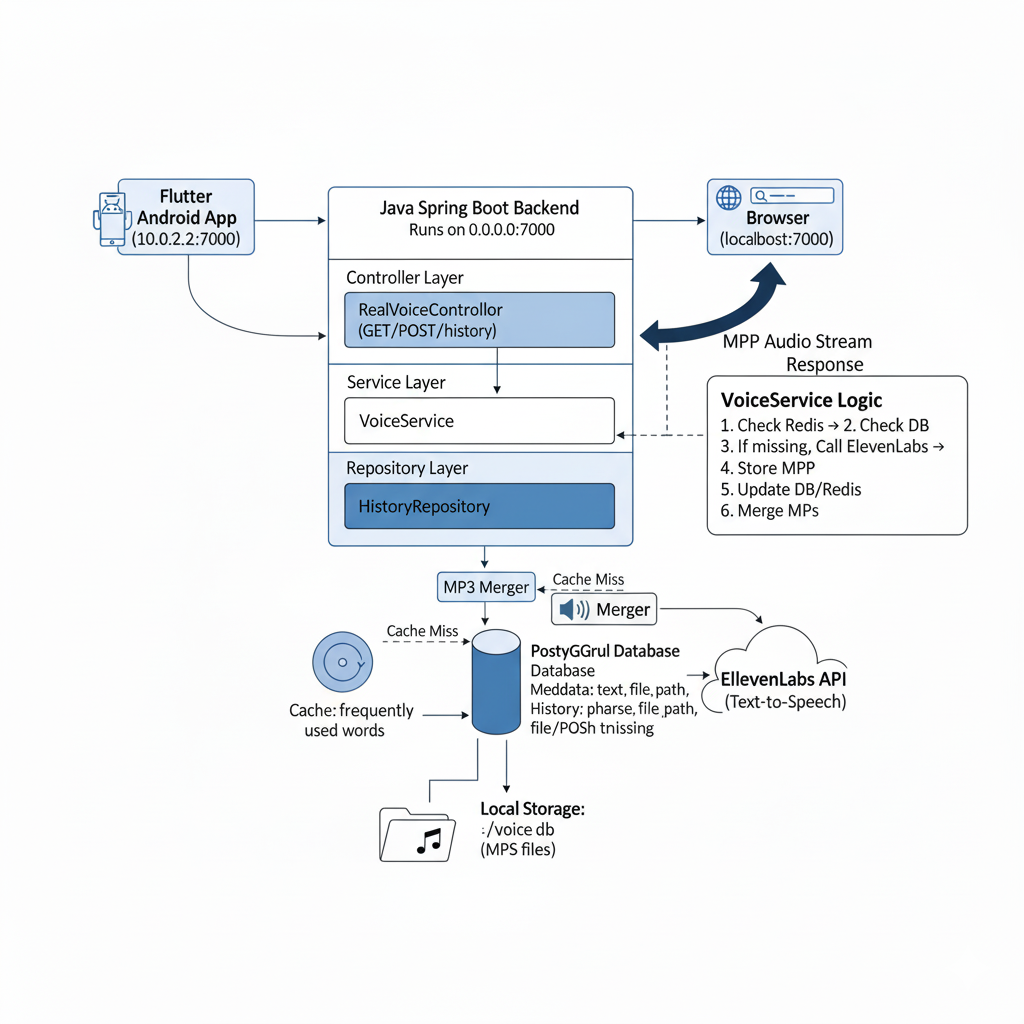 Flutter
Android App
(10.0.2.2:7000)
Java Spring Boot Backend
Runs on 0.0.0.0:7000
Browser
(localbost:7000)
Controller Layer
RealVoiceControllor
(GET/POST/history)
MPP Audio Stream
Response
Service Layer
VoiceService
VoiceService Logic
1. Check Redis → 2. Check DB
3. If missing, Call ElevenLabs →
4. Store MPP
5. Update DB/Redis
6. Merge MPs
Repository Layer
HistoryRepository
MP3 Merger
Cache Miss
Merger
Cache Miss
PostyGGrul Database
Database
Meddata: text, file, path,
History: pharse, file path,
file/POSh tnissing
EllevenLabs API
(Text-to-Speech)
Cache: frequently
used words
Local Storage:
:/voice db
(MPS files)